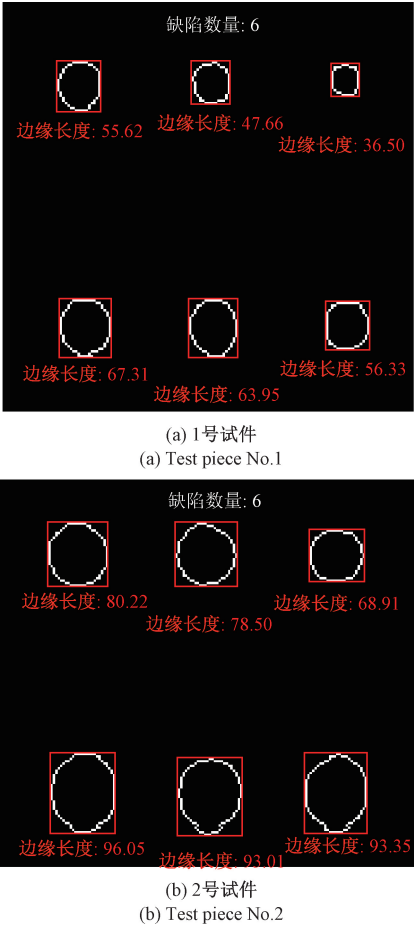 缺陷数量: 6
边缘长度: 55.62
边缘长度: 47.66
边缘长度: 36.50
边缘长度: 67.31
边缘长度: 63.95
边缘长度: 56.33
(a) 1号试件
(a) Test piece No.1
缺陷数量: 6
边缘长度: 80.22
边缘长度: 78.50
边缘长度: 68.91
边缘长度: 96.05
边缘长度: 93.01
边缘长度: 93.35
(b) 2号试件
(b) Test piece No.2